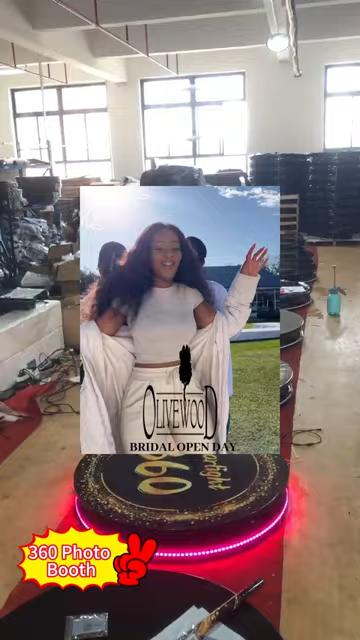 OLIVEWOOD
BRIDAL OPEN DAY
360
360 Photo
Booth